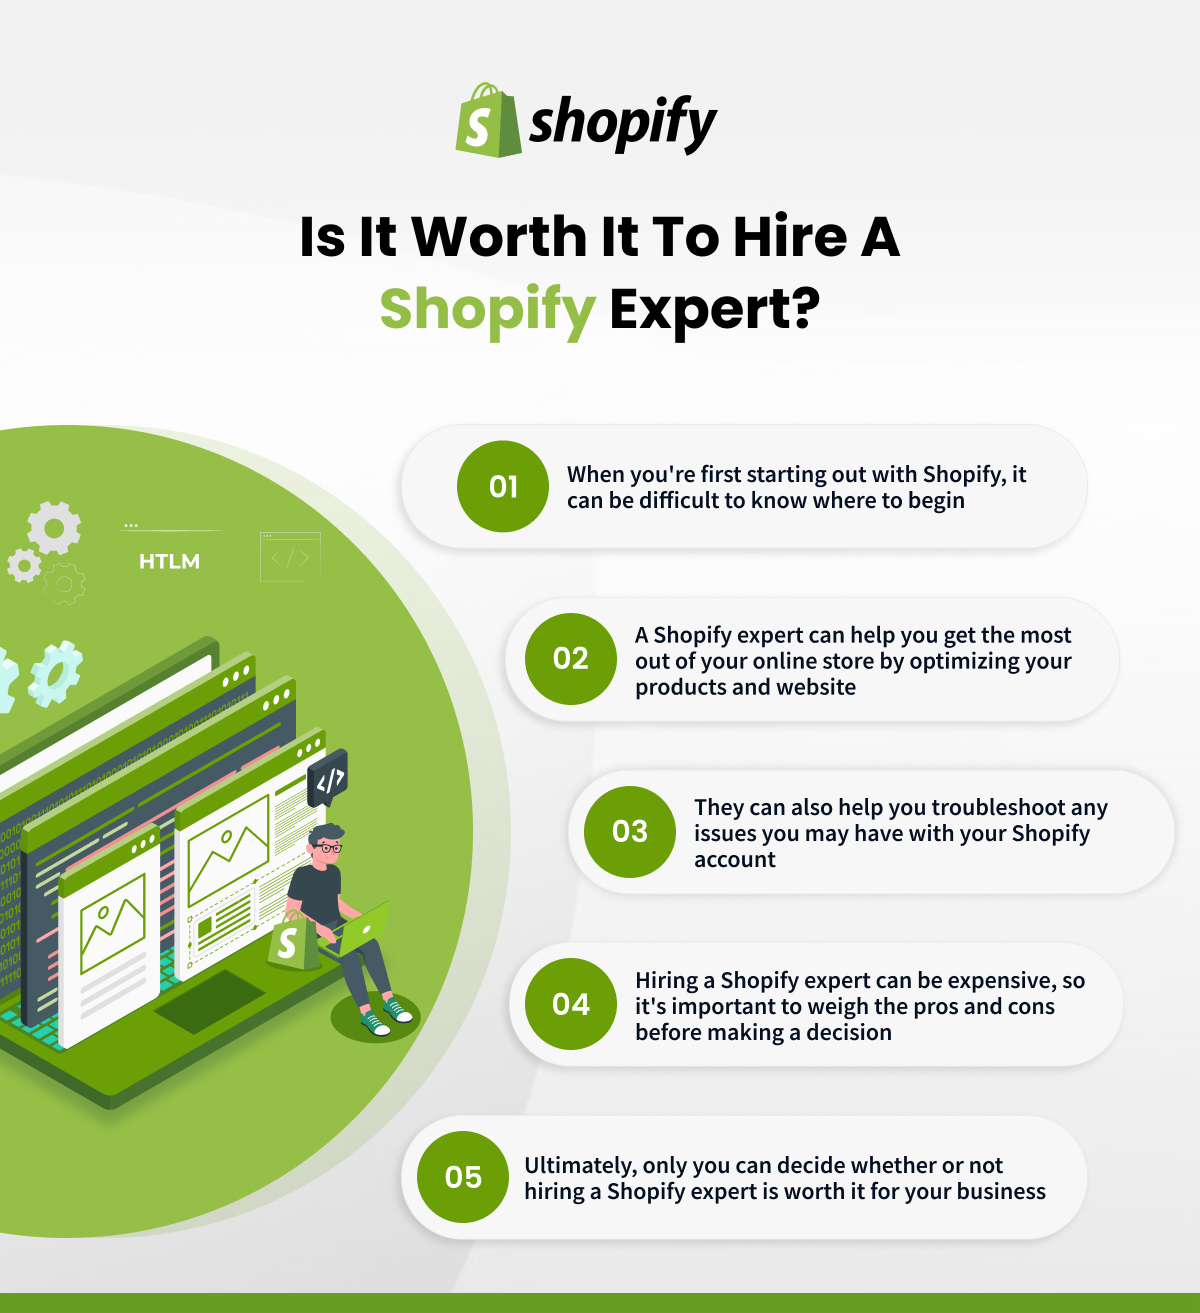 shopify
Is It Worth It To Hire A
Shopify Expert?
01
When you're first starting out with Shopify, it
can be difficult to know where to begin
HTLM
</>
02
A Shopify expert can help you get the most
out of your online store by optimizing your
products and website
03
They can also help you troubleshoot any
issues you may have with your Shopify
account
</>
04
Hiring a Shopify expert can be expensive, so
it's important to weigh the pros and cons
before making a decision
S
05
Ultimately, only you can decide whether or not
hiring a Shopify expert is worth it for your business